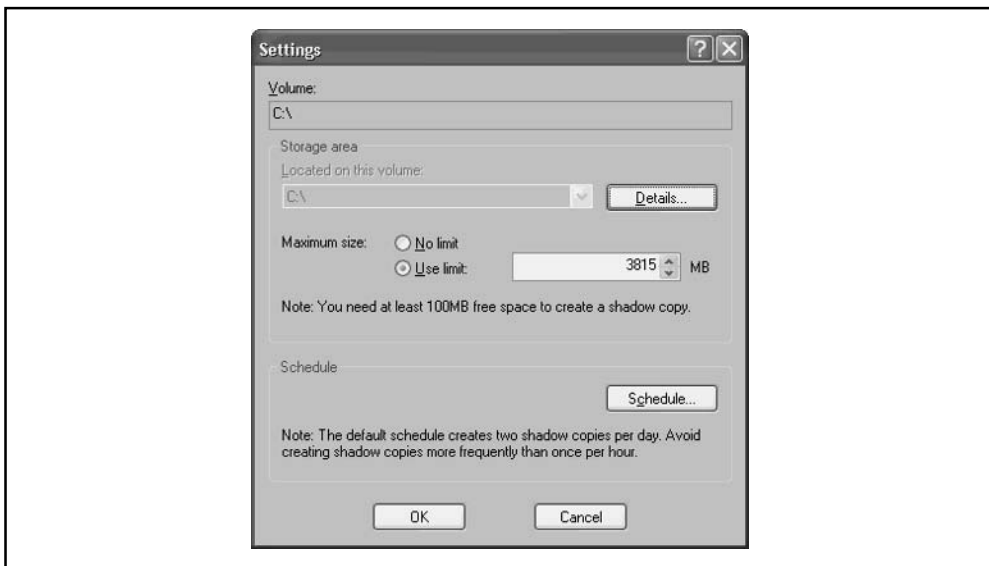 Settings
Volume:
C:\
Storage area
Located on this volume:
C:\
Details...
Maximum size:
No limit
Use limit:
3815
MB
Note: You need at least 100MB free space to create a shadow copy.
Schedule
Schedule...
Note: The default schedule creates two shadow copies per day. Avoid
creating shadow copies more frequently than once per hour.
OK
Cancel